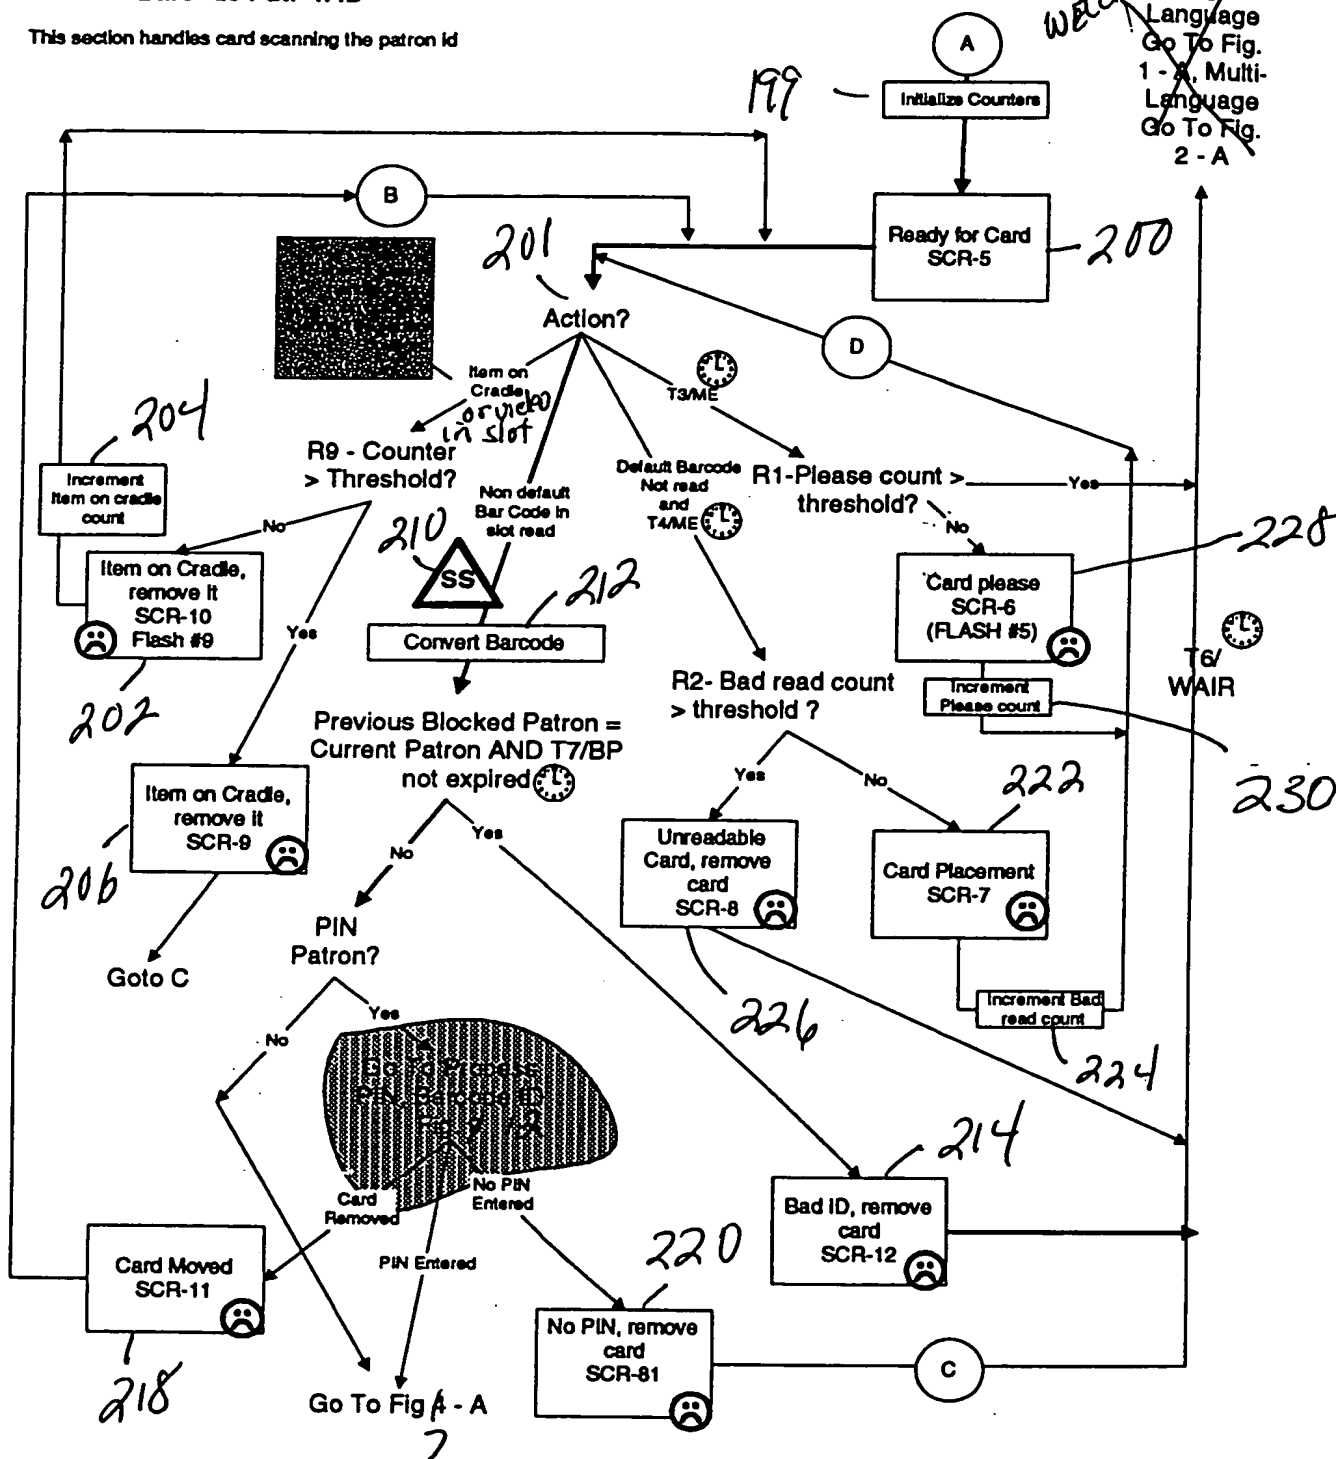 This section handles card scanning the patron id
A
Language
Go To Fig.
1 - A, Multi-
Language
Go To Fig.
2 - A
199
Initialize Counters
B
201
Ready for Card
SCR-5
200
Action?
D
Item on
Cradle
or video
in slot
T3/ME
204
R9 - Counter
> Threshold?
Increment
Item on cradle
count
Non default
Bar Code in
slot read
Default Barcode
Not read
and
T4/ME
R1-Please count >
threshold?
Yes
No
No
Yes
210
SS
212
228
Item on Cradle,
remove it
SCR-10
Flash #9
202
Convert Barcode
Card please
SCR-6
(FLASH #5)
T6/
WAIR
Increment
Please count
230
R2- Bad read count
> threshold ?
Previous Blocked Patron =
Current Patron AND T7/BP
not expired
Yes
No
222
Item on Cradle,
remove it
SCR-9
206
Yes
No
Unreadable
Card, remove
card
SCR-8
Card Placement
SCR-7
PIN
Patron?
Goto C
226
Increment Bad
read count
224
Yes
No
214
Card
Removed
No PIN
Entered
PIN Entered
Bad ID, remove
card
SCR-12
Card Moved
SCR-11
218
220
No PIN, remove
card
SCR-81
C
Go To Fig 4 - A
7